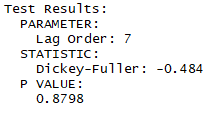 Test Results:
PARAMETER:
Lag Order: 7
STATISTIC:
Dickey-Fuller: -0.484
P VALUE:
0.8798